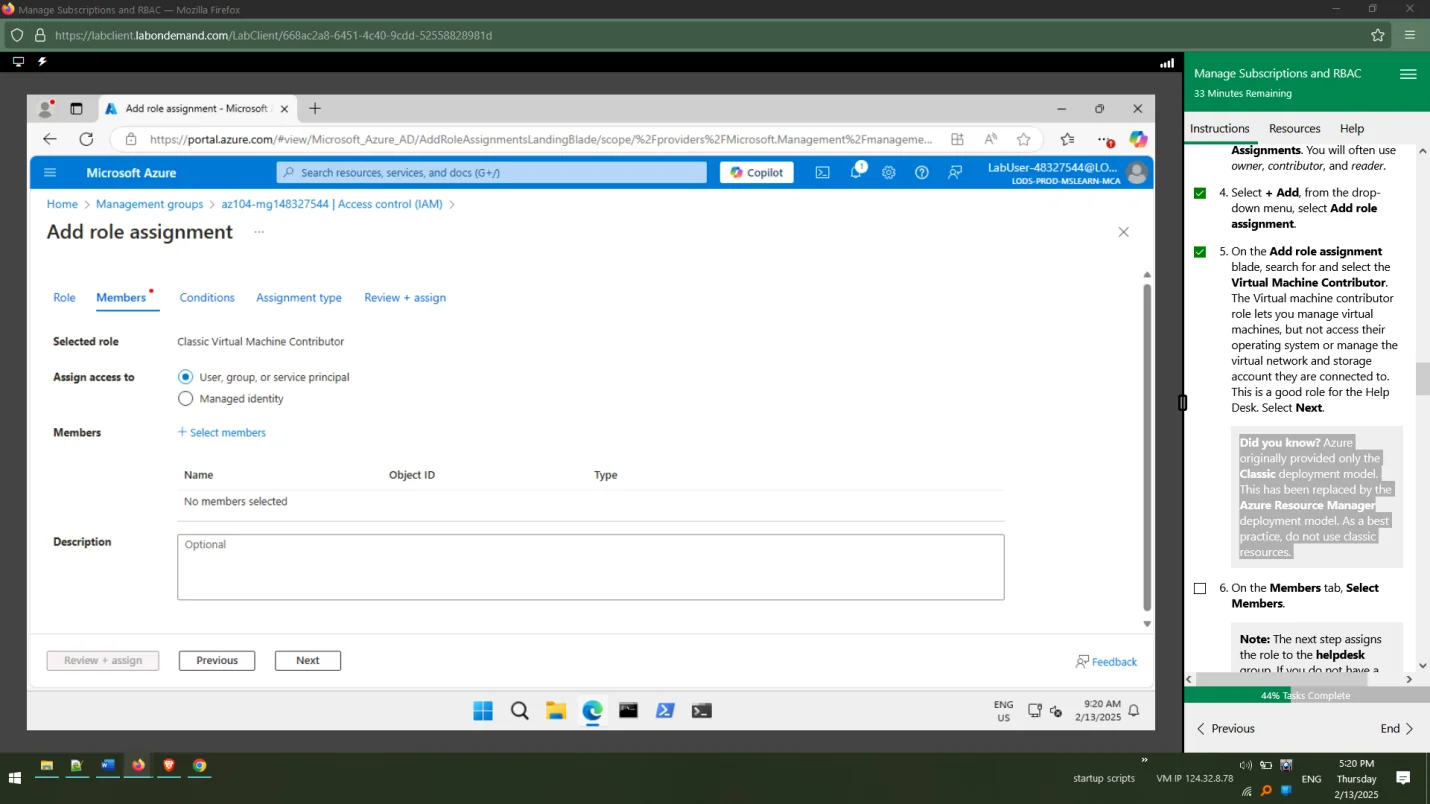 Manage Subscriptions and RBAC — Mozilla Firefox
https://labclient.labondemand.com/LabClient/668ac2a8-6451-4c40-9cdd-52558828981d
Add role assignment - Microsoft
https://portal.azure.com/#view/Microsoft_Azure_AD/AddRoleAssignmentsLandingBlade/scope/%2Fproviders%2FMicrosoft.Management%2Fmanageme...
Microsoft Azure
Search resources, services, and docs (G+/)
Copilot
1
LabUser-48327544@LO...
LODS-PROD-MSLEARN-MCA
Home > Management groups > az104-mg148327544 | Access control (IAM) >
Add role assignment ...
Role
Members
Conditions
Assignment type
Review + assign
Selected role
Classic Virtual Machine Contributor
Assign access to
User, group, or service principal
Managed identity
Members
+ Select members
Name
Object ID
Type
No members selected
Description
Optional
Review + assign
Previous
Next
Feedback
ENG
US
9:20 AM
2/13/2025
Manage Subscriptions and RBAC
33 Minutes Remaining
Instructions
Resources
Help
Assignments. You will often use
owner, contributor, and reader.
4. Select + Add, from the drop-
down menu, select Add role
assignment.
5. On the Add role assignment
blade, search for and select the
Virtual Machine Contributor.
The Virtual machine contributor
role lets you manage virtual
machines, but not access their
operating system or manage the
virtual network and storage
account they are connected to.
This is a good role for the Help
Desk. Select Next.
Did you know? Azure
originally provided only the
Classic deployment model.
This has been replaced by the
Azure Resource Manager
deployment model. As a best
practice, do not use classic
resources.
6. On the Members tab, Select
Members.
Note: The next step assigns
the role to the helpdesk
group. If you do not have a
44% Tasks Complete
< Previous
End >
startup scripts
VM IP 124.32.8.78
ENG
5:20 PM
Thursday
2/13/2025